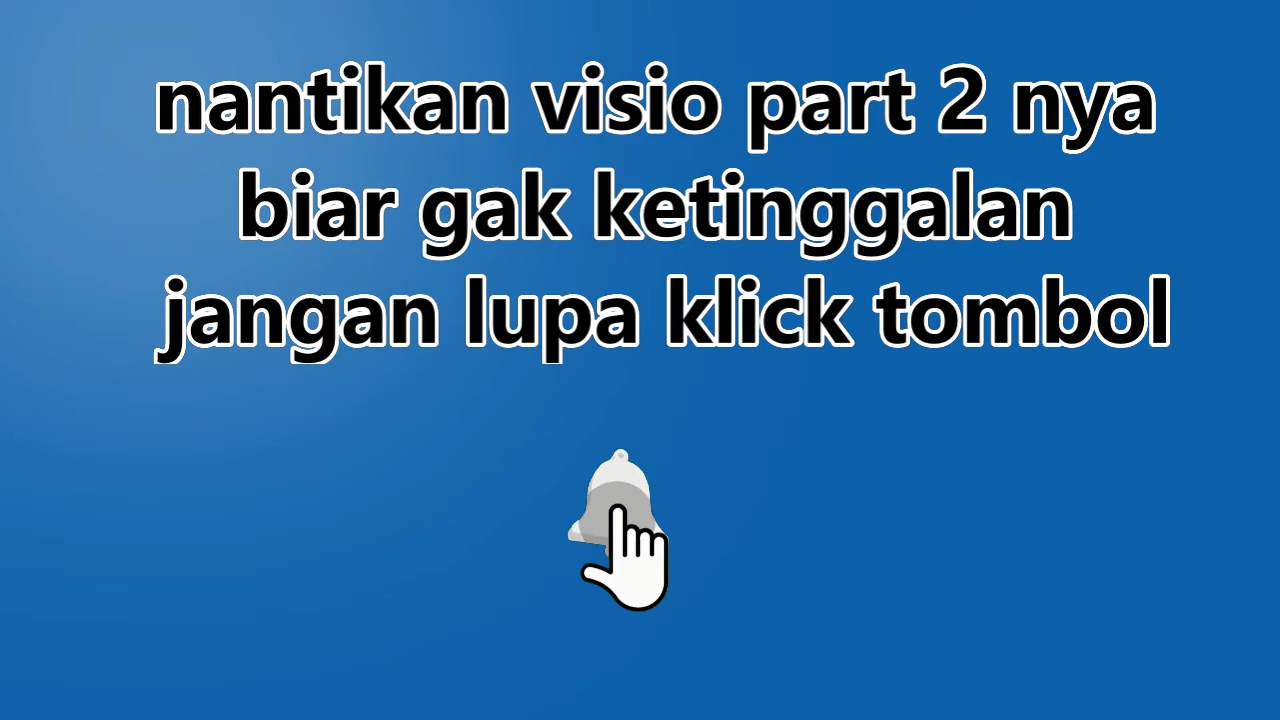 nantikan visio part 2 nya
biar gak ketinggalan
jangan lupa klick tombol